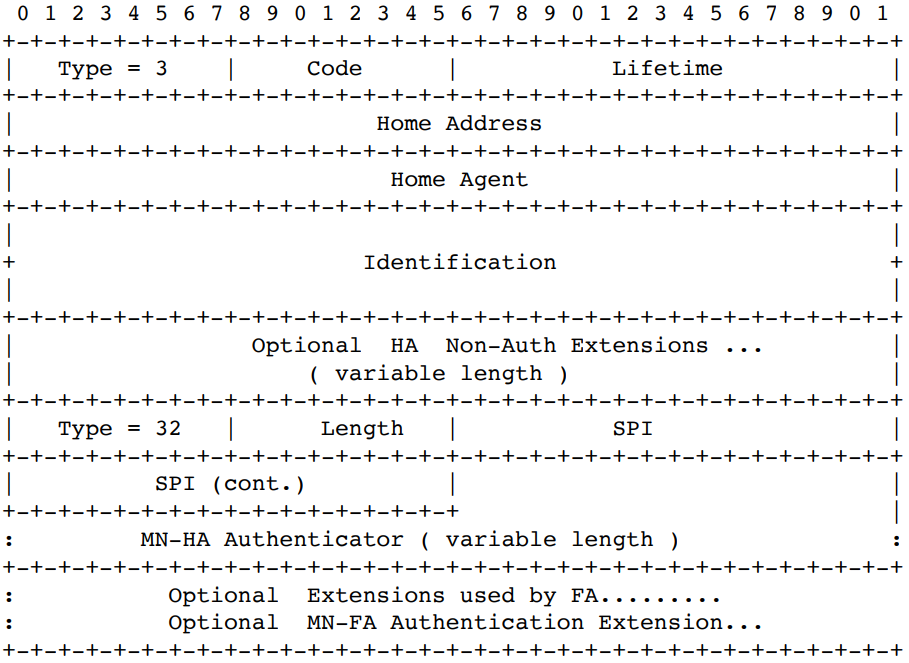 0 1 2 3 4 5 6 7 8 9 0 1 2 3 4 5 6 7 8 9 0 1 2 3 4 5 6 7 8 9 0 1
+-+-+-+-+-+-+-+-+-+-+-+-+-+-+-+-+-+-+-+-+-+-+-+-+-+-+-+-+-+-+-+-+
|   Type = 3    |     Code      |           Lifetime            |
+-+-+-+-+-+-+-+-+-+-+-+-+-+-+-+-+-+-+-+-+-+-+-+-+-+-+-+-+-+-+-+-+
|                          Home Address                         |
+-+-+-+-+-+-+-+-+-+-+-+-+-+-+-+-+-+-+-+-+-+-+-+-+-+-+-+-+-+-+-+-+
|                           Home Agent                          |
+-+-+-+-+-+-+-+-+-+-+-+-+-+-+-+-+-+-+-+-+-+-+-+-+-+-+-+-+-+-+-+-+
|                                                               |
+                         Identification                        +
|                                                               |
+-+-+-+-+-+-+-+-+-+-+-+-+-+-+-+-+-+-+-+-+-+-+-+-+-+-+-+-+-+-+-+-+
|                 Optional  HA  Non-Auth Extensions ...         |
|                     ( variable length )                       |
+-+-+-+-+-+-+-+-+-+-+-+-+-+-+-+-+-+-+-+-+-+-+-+-+-+-+-+-+-+-+-+-+
|   Type = 32   |      Length   |           SPI                 |
+-+-+-+-+-+-+-+-+-+-+-+-+-+-+-+-+-+-+-+-+-+-+-+-+-+-+-+-+-+-+-+-+
|          SPI (cont.)          |                               |
+-+-+-+-+-+-+-+-+-+-+-+-+-+-+-+-+                               |
:         MN-HA Authenticator ( variable length )               :
+-+-+-+-+-+-+-+-+-+-+-+-+-+-+-+-+-+-+-+-+-+-+-+-+-+-+-+-+-+-+-+-+
:           Optional  Extensions used by FA.........
:           Optional  MN-FA Authentication Extension...
+-+-+-+-+-+-+-+-+-+-+-+-+-+-+-+-+-+-+-+-+-+-+-+-+-+-+-+-+-+-+-+-+